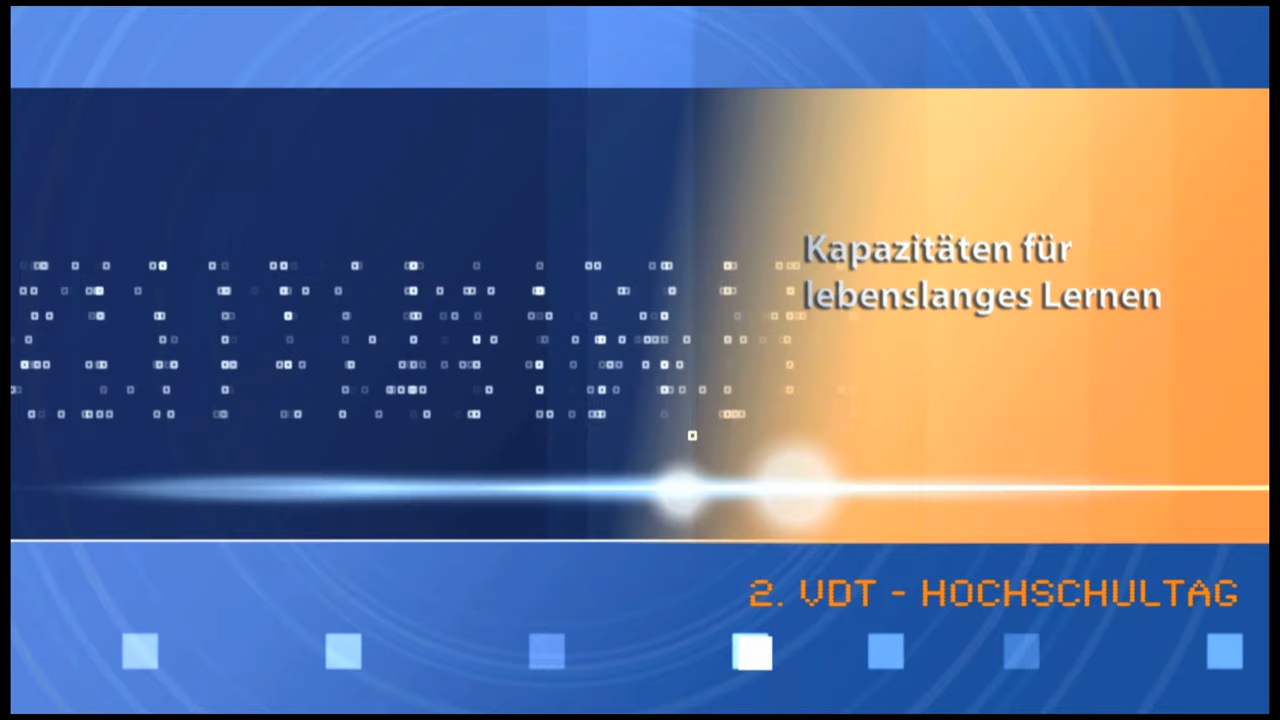 Kapazitäten für
lebenslanges Lernen
2. VDT - HOCHSCHULTAG